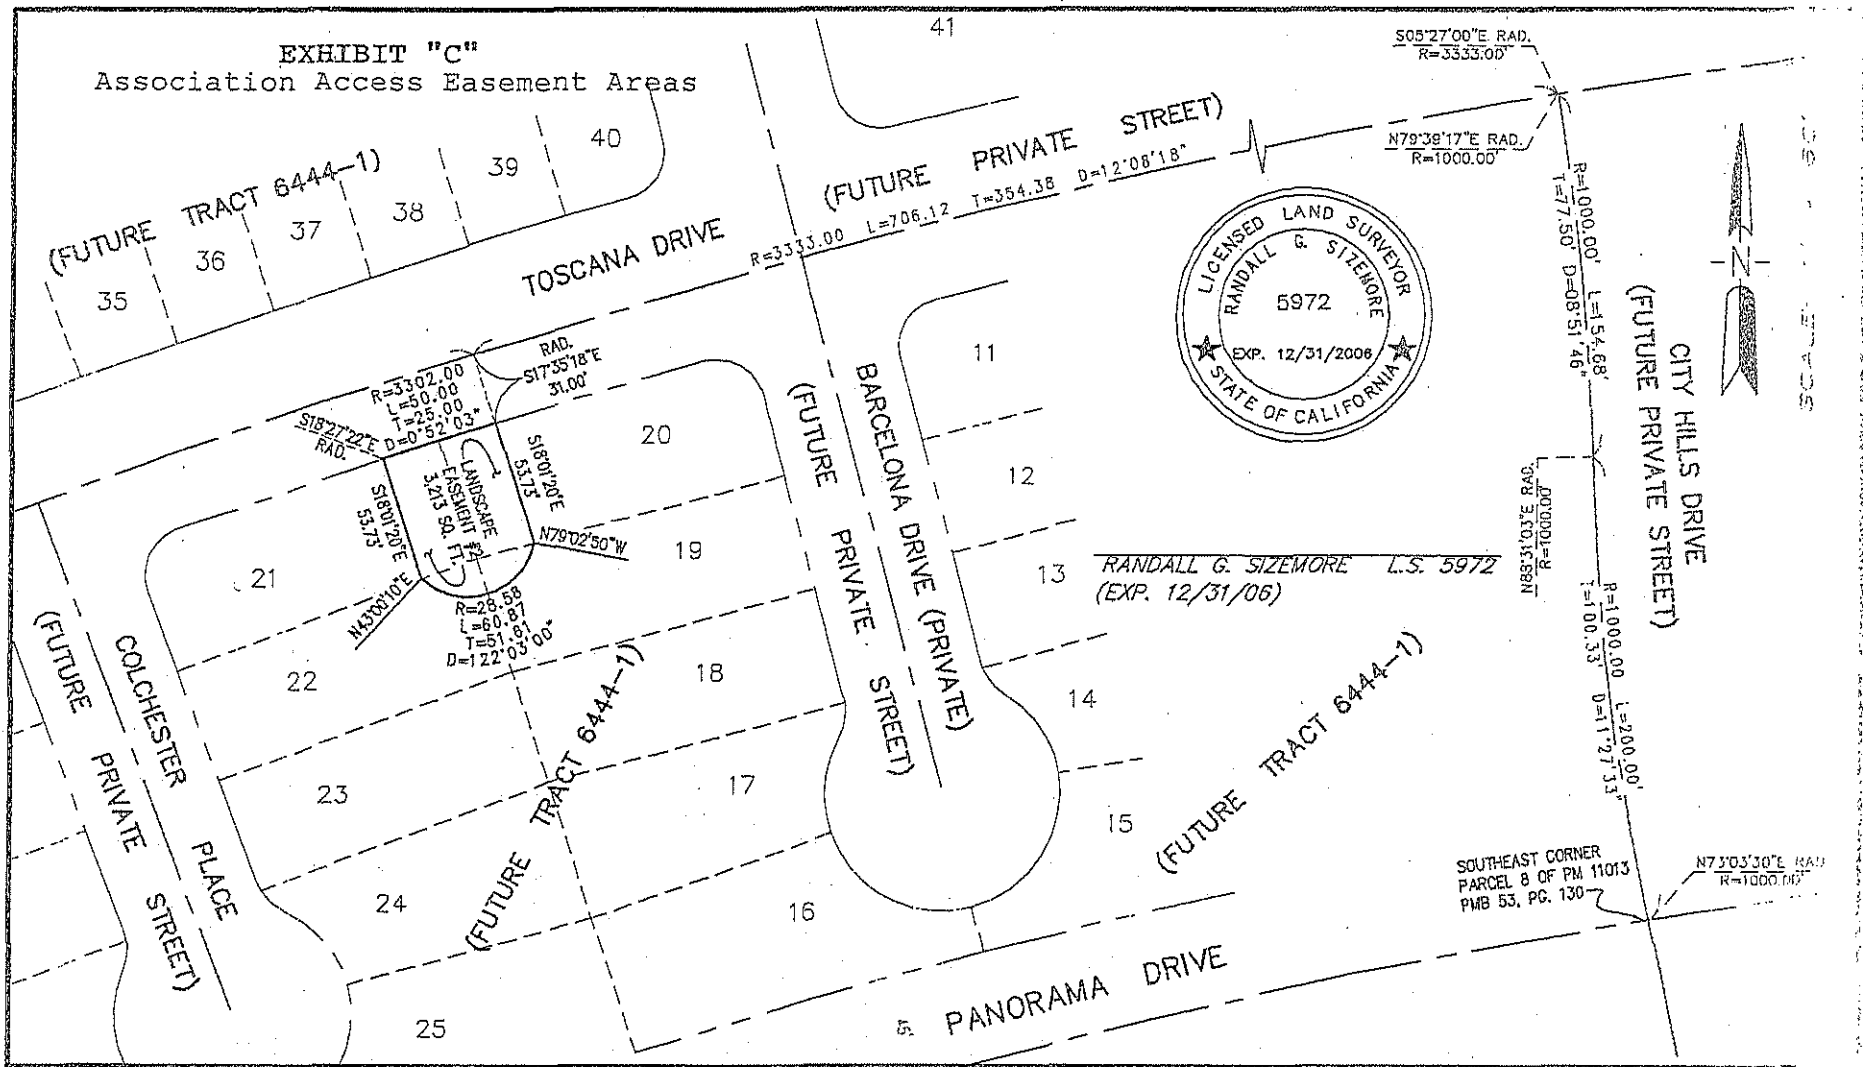 EXHIBIT "C"
Association Access Easement Areas
41
S05°27'00"E RAD.
R=3333.00'
N79°39'17"E RAD.
R=1000.00'
(FUTURE TRACT 6444-1)
35
36
37
38
39
40
TOSCANA DRIVE
(FUTURE PRIVATE STREET)
R=3333.00 L=706.12 T=354.38 D=12°08'18"
LICENSED LAND SURVEYOR
RANDALL G. SIZEMORE
5972
EXP. 12/31/2006
STATE OF CALIFORNIA
R=1000.00' L=154.68'
T=77.50' D=08°51'46"
CITY HILLS DRIVE
(FUTURE PRIVATE STREET)
N
SCALE
RAD.
S17°35'18"E
31.00'
R=3302.00
L=50.00
T=25.00
D=0°52'03"
S18°27'22"E
RAD.
S18°01'20"E
53.73'
LANDSCAPE
EASEMENT #2
3,213 SQ. FT.
S18°01'20"E
53.73'
N79°02'50"W
N43°00'10"E
R=28.58
L=60.87
T=51.81
D=122°03'00"
20
19
18
17
16
21
22
23
24
25
11
12
13
14
15
BARCELONA DRIVE (PRIVATE)
(FUTURE PRIVATE STREET)
COLCHESTER PLACE
(FUTURE PRIVATE STREET)
(FUTURE TRACT 6444-1)
(FUTURE TRACT 6444-1)
RANDALL G. SIZEMORE L.S. 5972
(EXP. 12/31/06)
N88°31'03"E RAD.
R=1000.00'
R=1000.00 L=200.00'
T=100.33' D=11°27'33"
SOUTHEAST CORNER
PARCEL 8 OF PM 11013
PMB 53, PG. 130
N73°03'30"E RAD
R=1000.00'
45'
PANORAMA DRIVE